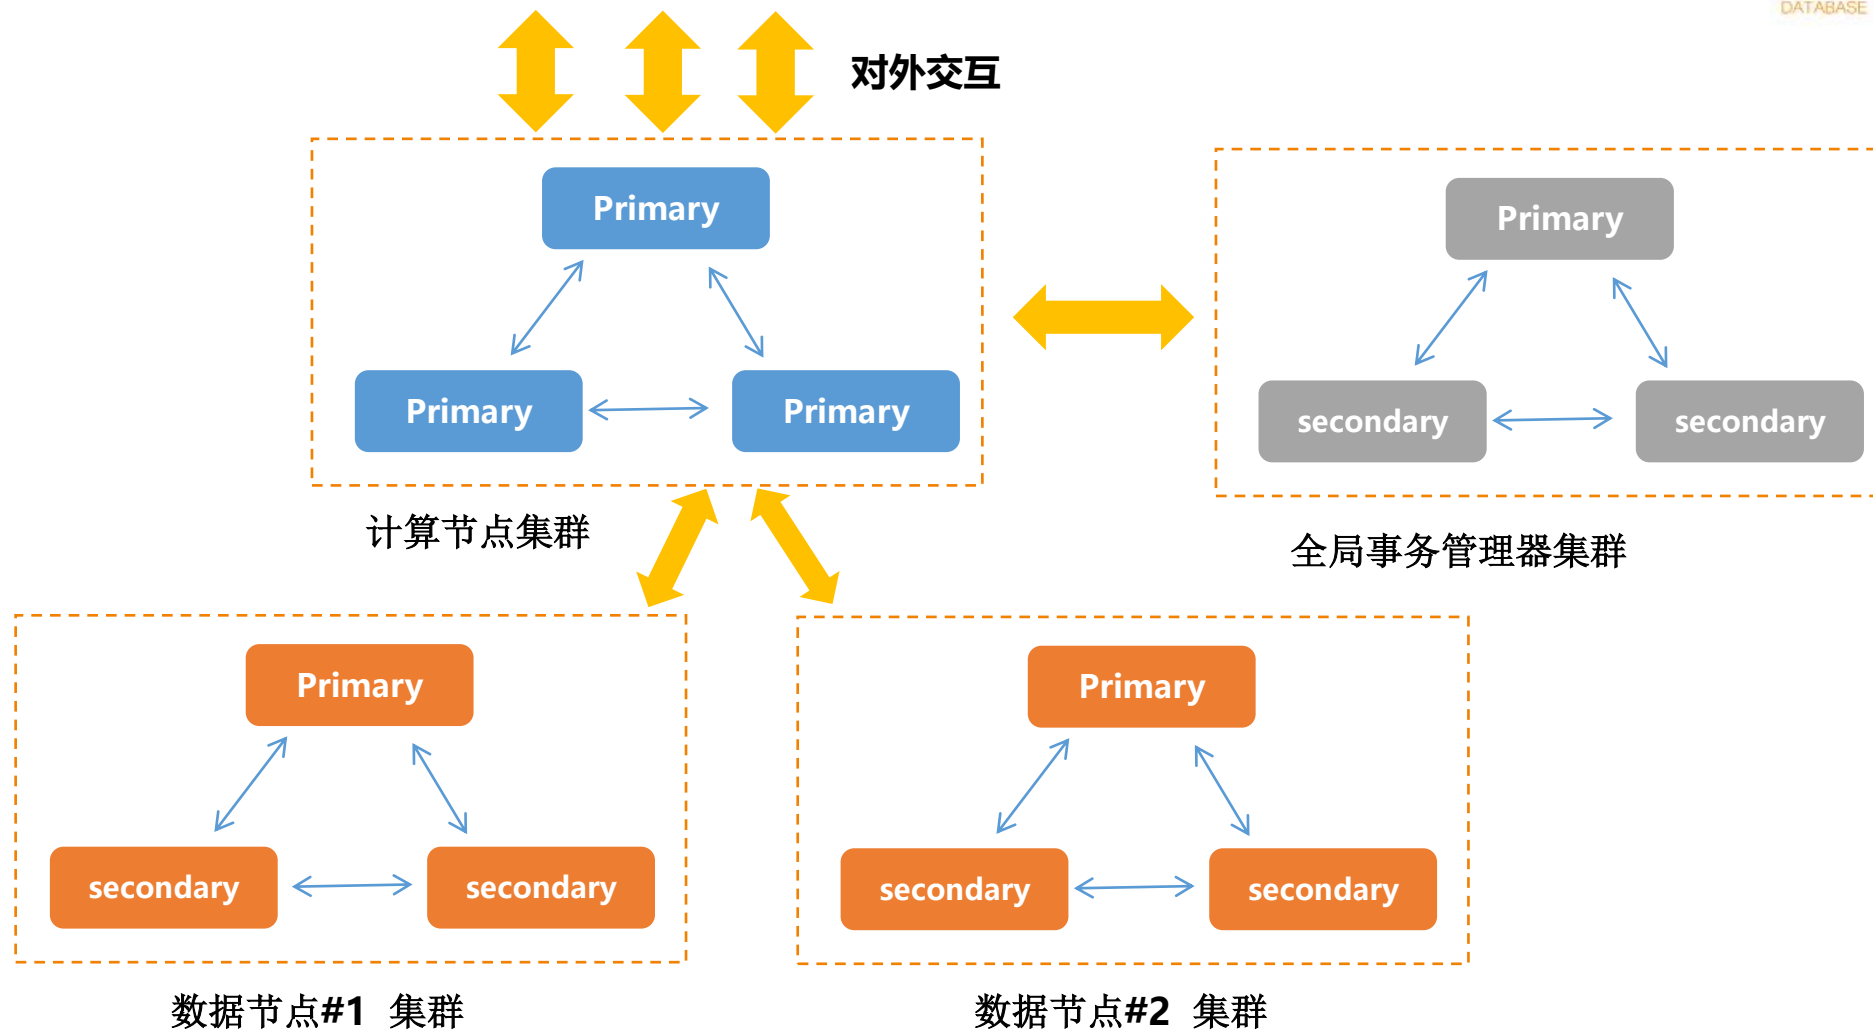 DATABASE
对外交互
Primary
Primary
Primary
Primary
secondary
secondary
计算节点集群
全局事务管理器集群
Primary
Primary
secondary
secondary
secondary
secondary
数据节点#1 集群
数据节点#2 集群